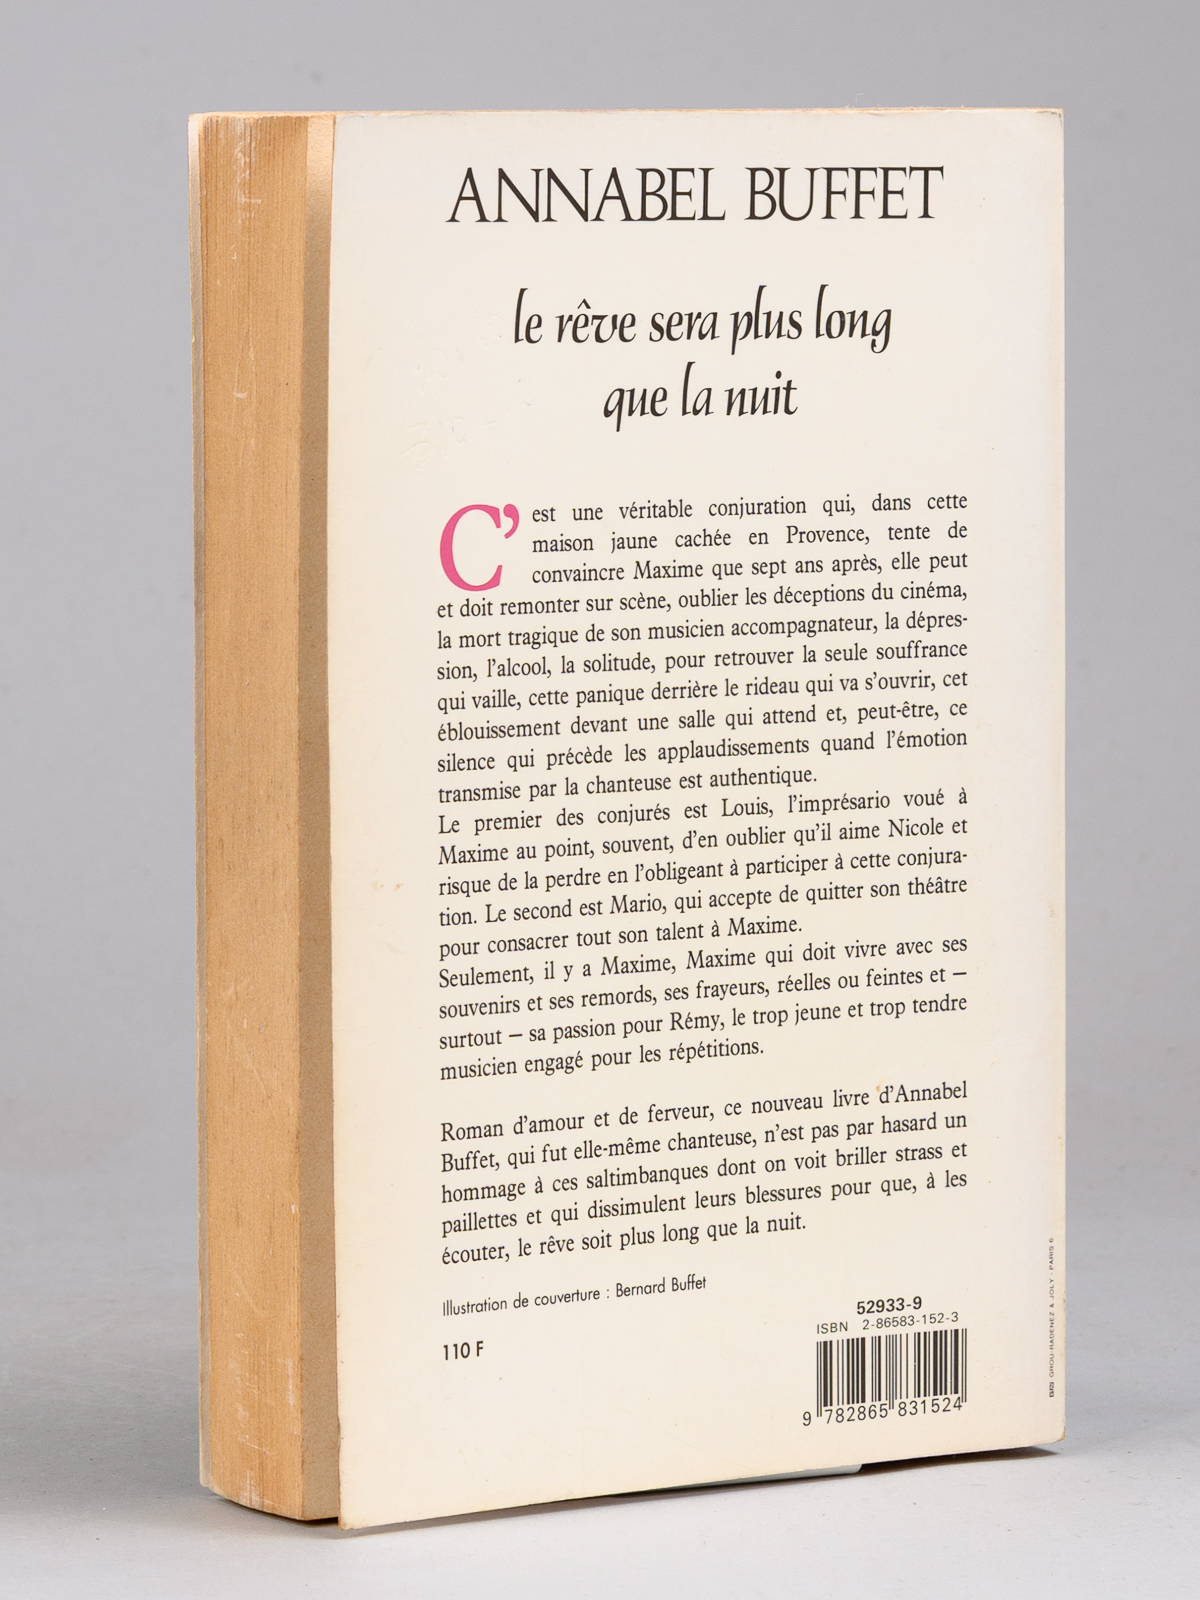 ANNABEL BUFFET
le rêve sera plus long
que la nuit
C'est une véritable conjuration qui, dans cette
maison jaune cachée en Provence, tente de
convaincre Maxime que sept ans après, elle peut
et doit remonter sur scène, oublier les déceptions du cinéma,
la mort tragique de son musicien accompagnateur, la dépres-
sion, l'alcool, la solitude, pour retrouver la seule souffrance
qui vaille, cette panique derrière le rideau qui va s'ouvrir, cet
éblouissement devant une salle qui attend et, peut-être, ce
silence qui précède les applaudissements quand l'émotion
transmise par la chanteuse est authentique.
Le premier des conjurés est Louis, l'imprésario voué à
Maxime au point, souvent, d'en oublier qu'il aime Nicole et
risque de la perdre en l'obligeant à participer à cette conjura-
tion. Le second est Mario, qui accepte de quitter son théâtre
pour consacrer tout son talent à Maxime.
Seulement, il y a Maxime, Maxime qui doit vivre avec ses
souvenirs et ses remords, ses frayeurs, réelles ou feintes et —
surtout — sa passion pour Rémy, le trop jeune et trop tendre
musicien engagé pour les répétitions.
Roman d'amour et de ferveur, ce nouveau livre d'Annabel
Buffet, qui fut elle-même chanteuse, n'est pas par hasard un
hommage à ces saltimbanques dont on voit briller strass et
paillettes et qui dissimulent leurs blessures pour que, à les
écouter, le rêve soit plus long que la nuit.
Illustration de couverture : Bernard Buffet
110 F
52933-9
ISBN 2-86583-152-3
9 782865 831524
GROU-RADENEZ & JOLY - PARIS 6